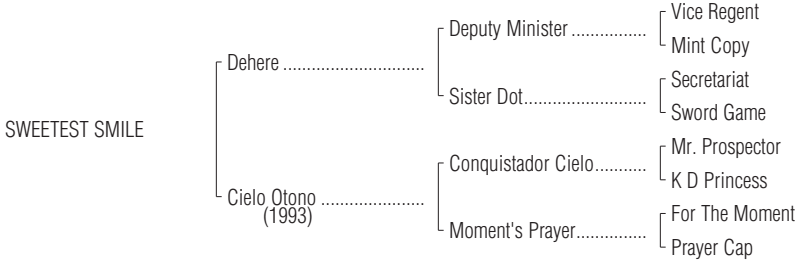 Vice Regent
Deputy Minister ................
Mint Copy
Dehere ..............................
Secretariat
Sister Dot..........................
Sword Game
SWEETEST SMILE
Mr. Prospector
Conquistador Cielo...........
K D Princess
Cielo Otono ......................
(1993)
For The Moment
Moment's Prayer...............
Prayer Cap